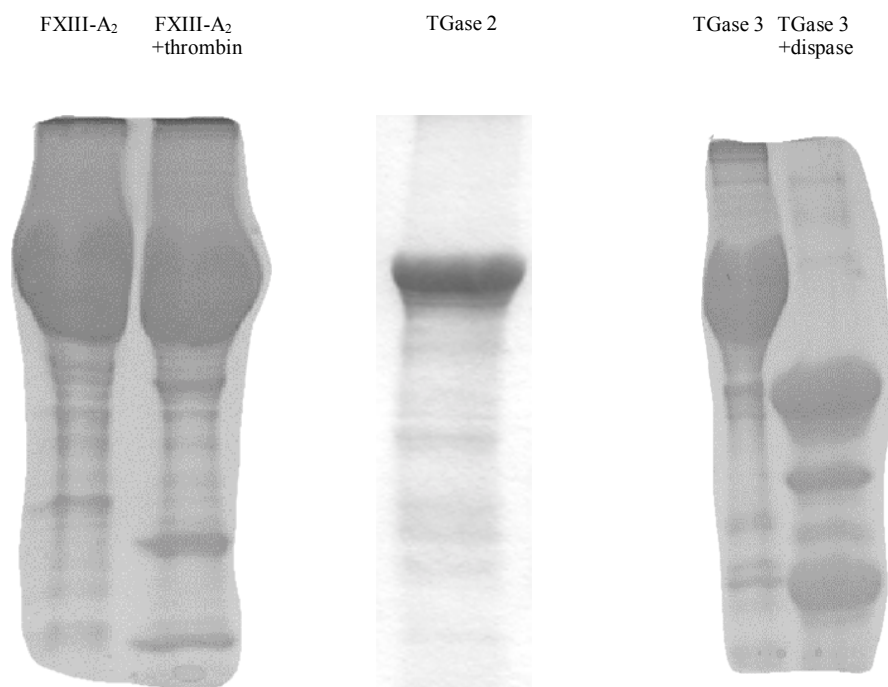 FXIII-A₂
FXIII-A₂
+thrombin
TGase 2
TGase 3
TGase 3
+dispase